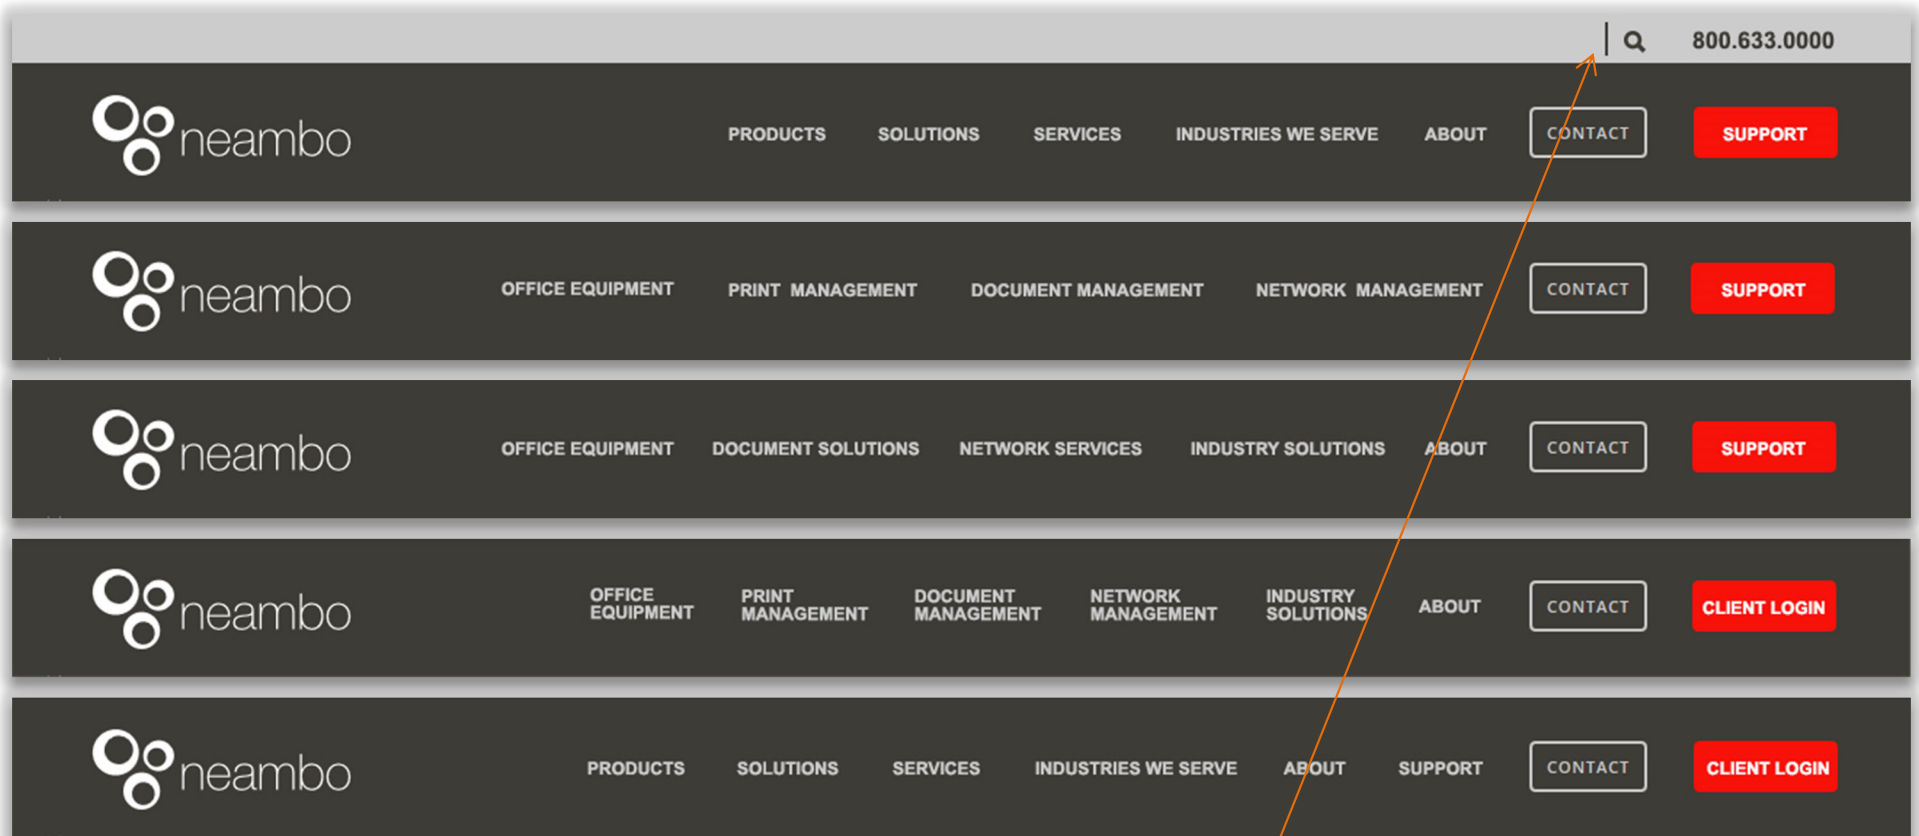 800.633.0000
neambo PRODUCTS SOLUTIONS SERVICES INDUSTRIES WE SERVE ABOUT CONTACT SUPPORT
neambo OFFICE EQUIPMENT PRINT MANAGEMENT DOCUMENT MANAGEMENT NETWORK MANAGEMENT CONTACT SUPPORT
neambo OFFICE EQUIPMENT DOCUMENT SOLUTIONS NETWORK SERVICES INDUSTRY SOLUTIONS ABOUT CONTACT SUPPORT
neambo
OFFICE
EQUIPMENT
PRINT
MANAGEMENT
DOCUMENT
MANAGEMENT
NETWORK
MANAGEMENT
INDUSTRY
SOLUTIONS
ABOUT CONTACT CLIENT LOGIN
neambo PRODUCTS SOLUTIONS SERVICES INDUSTRIES WE SERVE ABOUT SUPPORT CONTACT CLIENT LOGIN